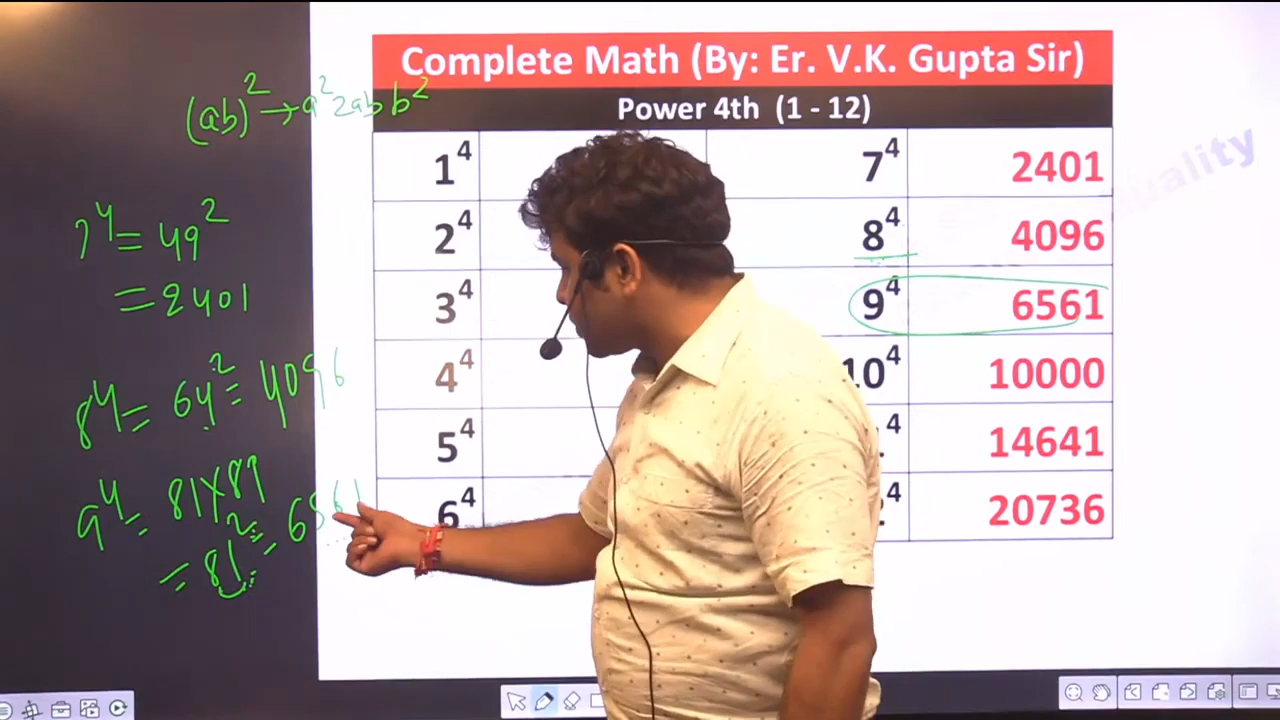 Complete Math (By: Er. V.K. Gupta Sir)
Power 4th (1 - 12)
(ab)² → a² 2ab b²
1⁴ 7⁴ 2401
2⁴ 8⁴ 4096
3⁴ 9⁴ 6561
4⁴ 10⁴ 10000
5⁴ 14641
6⁴ 20736
7⁴ = 49²
= 2401
8⁴ = 64² = 4096
9⁴ = 81×81
= 81² = 6561